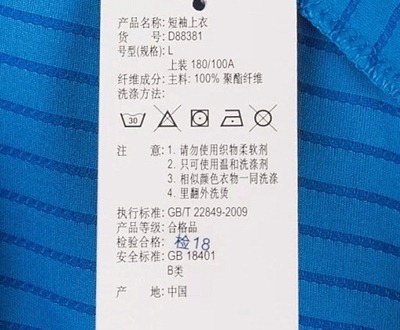 产品名称: 短袖上衣
货 号: D88381
号型(规格): L
上装 180/100A
纤维成分: 主料: 100% 聚酯纤维
洗涤方法:
30
注 意: 1. 请勿使用织物柔软剂
2. 只可使用温和洗涤剂
3. 相似颜色衣物一同洗涤
4. 里翻外洗烫
执行标准: GB/T 22849-2009
产品等级: 合格品
检验合格: 检18
安全标准: GB 18401
B类
产 地: 中国